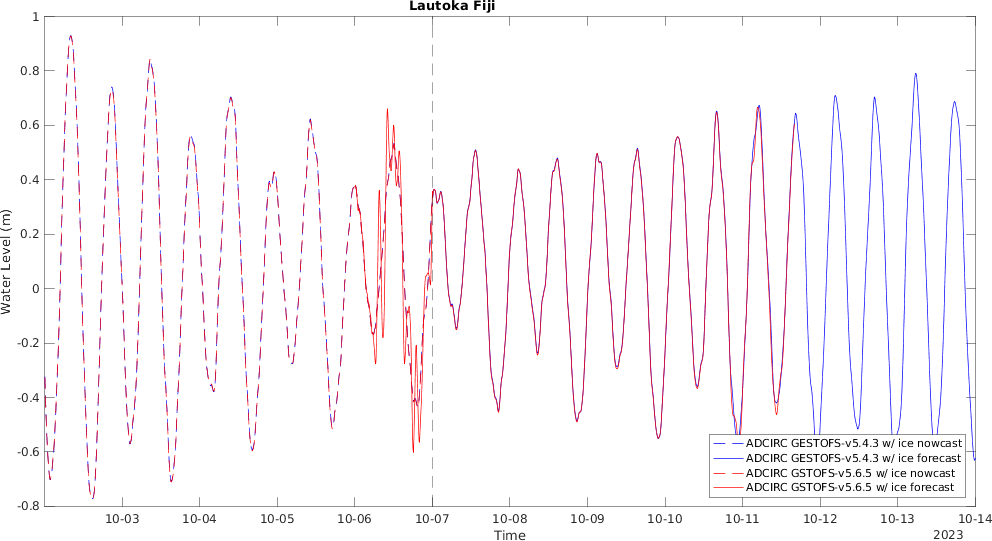 Lautoka Fiji
1
0.8
0.6
0.4
0.2
0
-0.2
-0.4
-0.6
-0.8
Water Level (m)
ADCIRC GESTOFS-v5.4.3 w/ ice nowcast
ADCIRC GESTOFS-v5.4.3 w/ ice forecast
ADCIRC GSTOFS-v5.6.5 w/ ice nowcast
ADCIRC GSTOFS-v5.6.5 w/ ice forecast
10-03 10-04 10-05 10-06 10-07 10-08 10-09 10-10 10-11 10-12 10-13 10-14
Time
2023